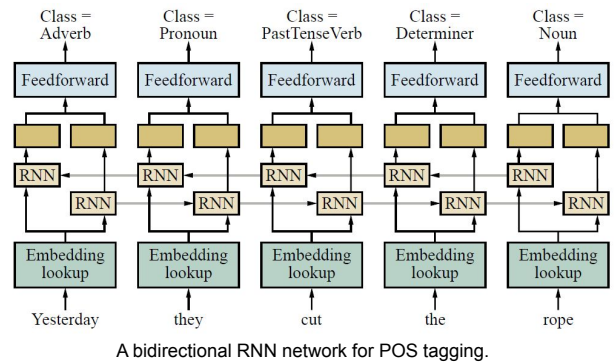 Class = Class = Class = Class = Class =
Adverb Pronoun PastTenseVerb Determiner Noun
Feedforward Feedforward Feedforward Feedforward Feedforward
RNN RNN RNN RNN RNN
RNN RNN RNN RNN RNN
Embedding Embedding Embedding Embedding Embedding
lookup lookup lookup lookup lookup
Yesterday they cut the rope
A bidirectional RNN network for POS tagging.